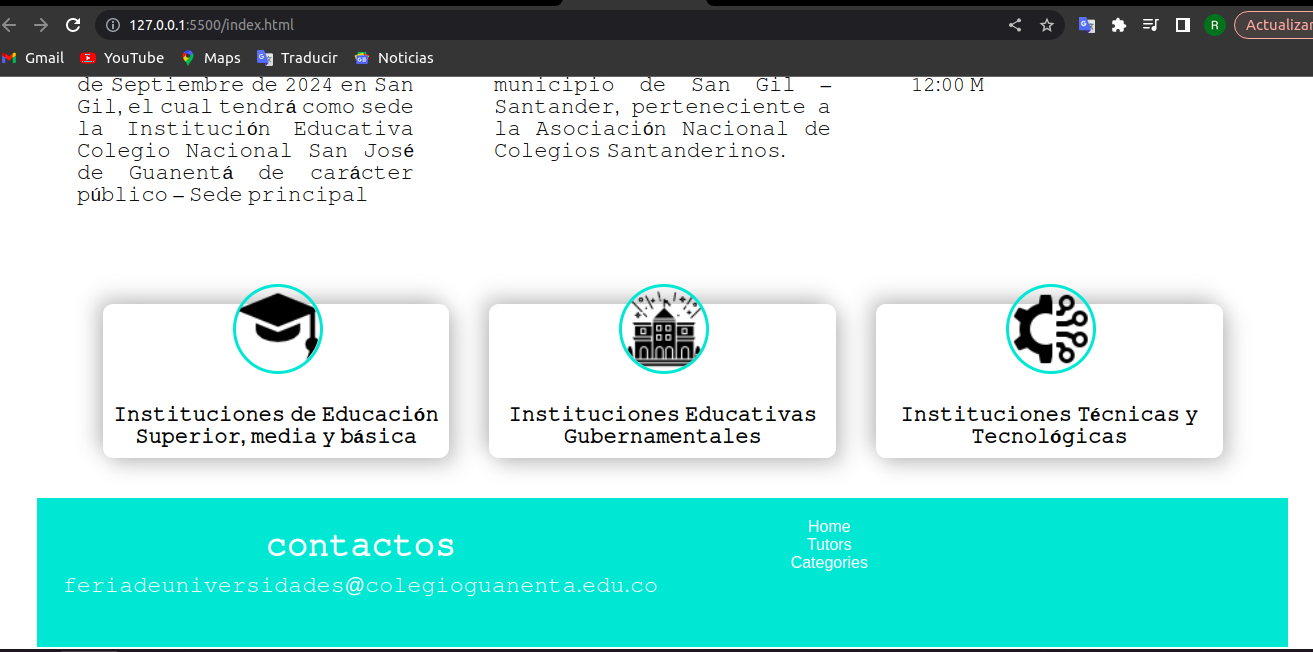 127.0.0.1:5500/index.html
R
Actualizar
Gmail
YouTube
Maps
Traducir
Noticias
de Septiembre de 2024 en San
Gil, el cual tendrá como sede
la Institución Educativa
Colegio Nacional San José
de Guanentá de carácter
público – Sede principal
municipio de San Gil –
Santander, perteneciente a
la Asociación Nacional de
Colegios Santanderinos.
12:00 M
Instituciones de Educación
Superior, media y básica
Instituciones Educativas
Gubernamentales
Instituciones Técnicas y
Tecnológicas
contactos
feriadeuniversidades@colegioguanenta.edu.co
Home
Tutors
Categories